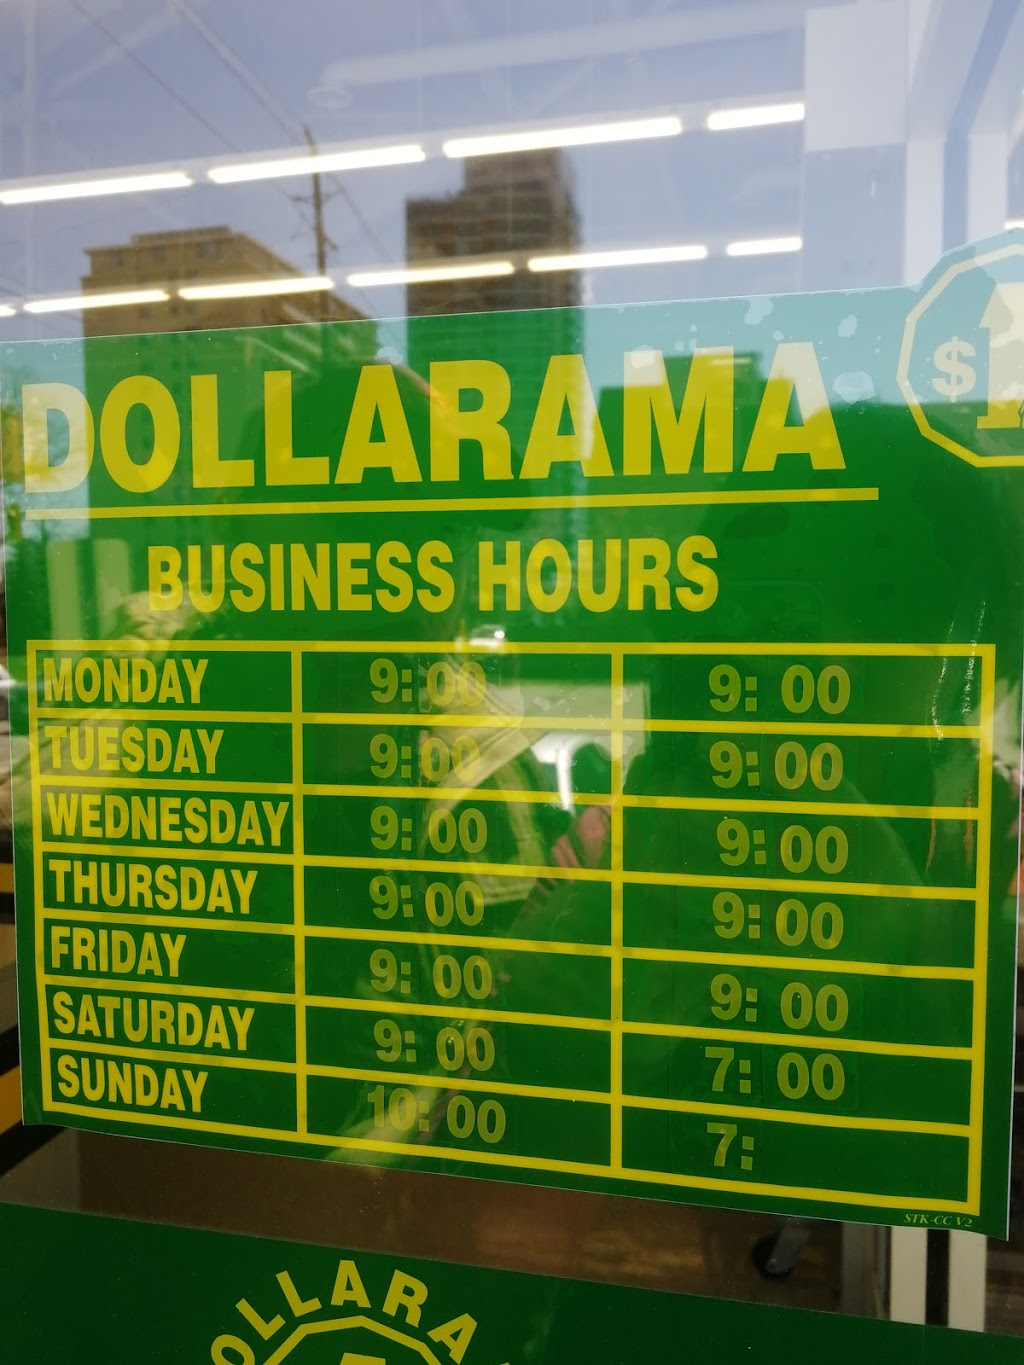 DOLLARAMA
$1
BUSINESS HOURS
MONDAY 9:00 9:00
TUESDAY 9:00 9:00
WEDNESDAY 9:00 9:00
THURSDAY 9:00 9:00
FRIDAY 9:00 9:00
SATURDAY 9:00 7:00
SUNDAY 10:00 7:
STK-CC V2
OLLARA